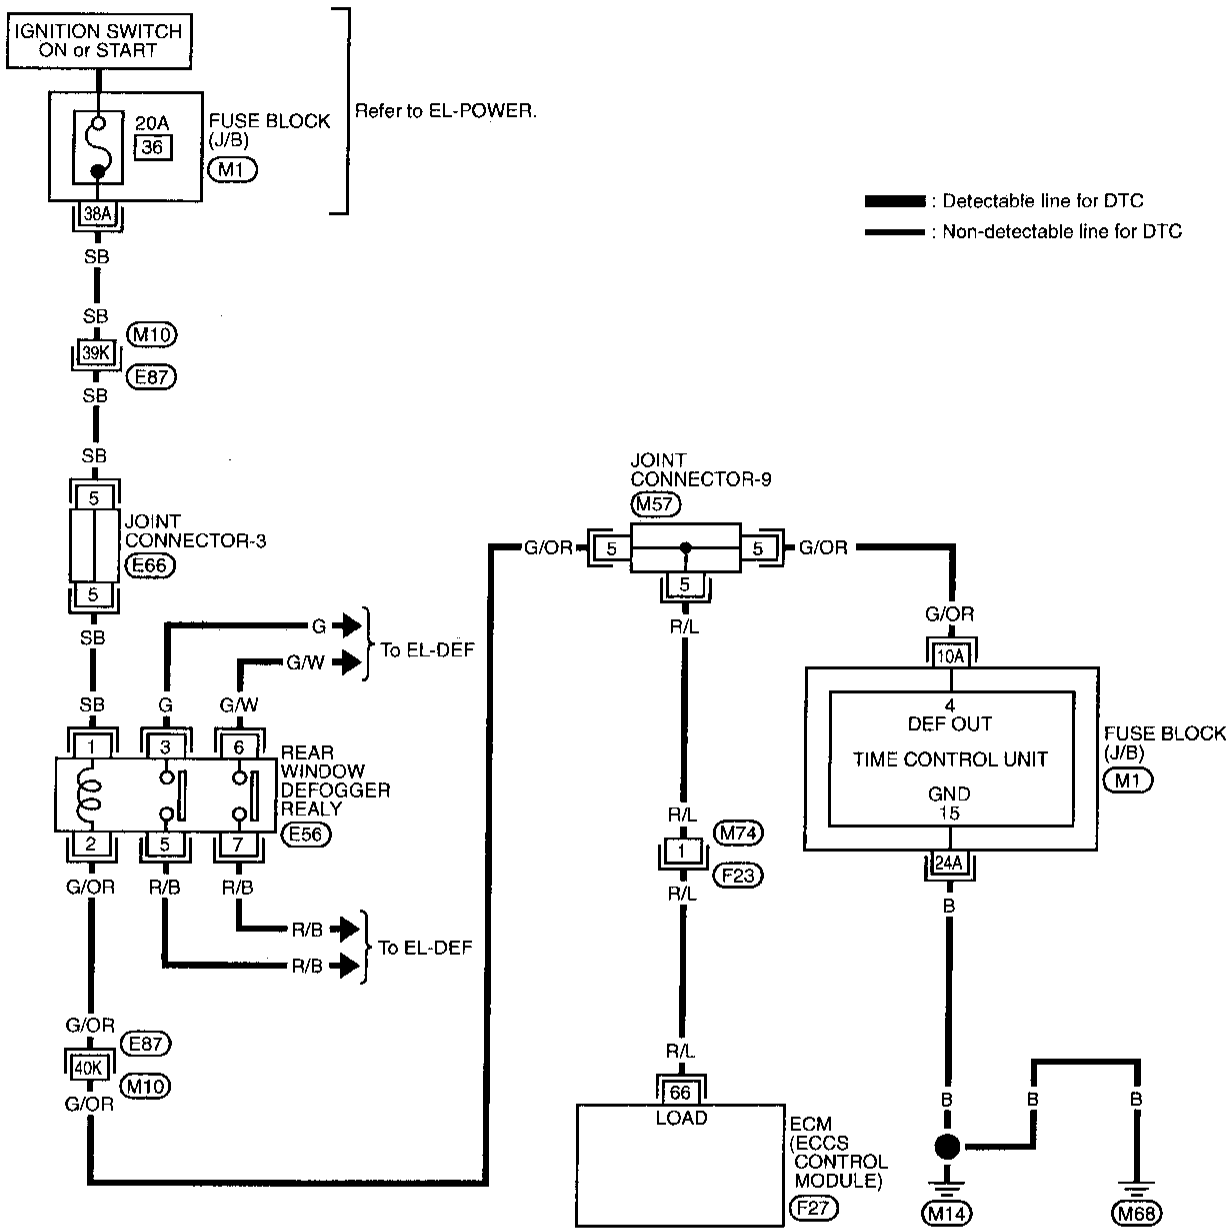 IGNITION SWITCH
ON or START
20A
36
FUSE BLOCK
(J/B)
M1
Refer to EL-POWER.
38A
: Detectable line for DTC
: Non-detectable line for DTC
SB
SB
M10
39K
E87
SB
SB
5
JOINT
CONNECTOR-3
E66
5
SB
SB
G
G/W
To EL-DEF
G
G/W
1
3
6
REAR
WINDOW
DEFOGGER
REALY
E56
2
5
7
G/OR
R/B
R/B
R/B
R/B
To EL-DEF
G/OR
E87
40K
M10
G/OR
JOINT
CONNECTOR-9
M57
G/OR
5
5
G/OR
5
R/L
R/L
M74
1
F23
R/L
R/L
66
LOAD
ECM
(ECCS
CONTROL
MODULE)
F27
G/OR
10A
4
DEF OUT
TIME CONTROL UNIT
GND
15
FUSE BLOCK
(J/B)
M1
24A
B
B
B
B
M14
M68